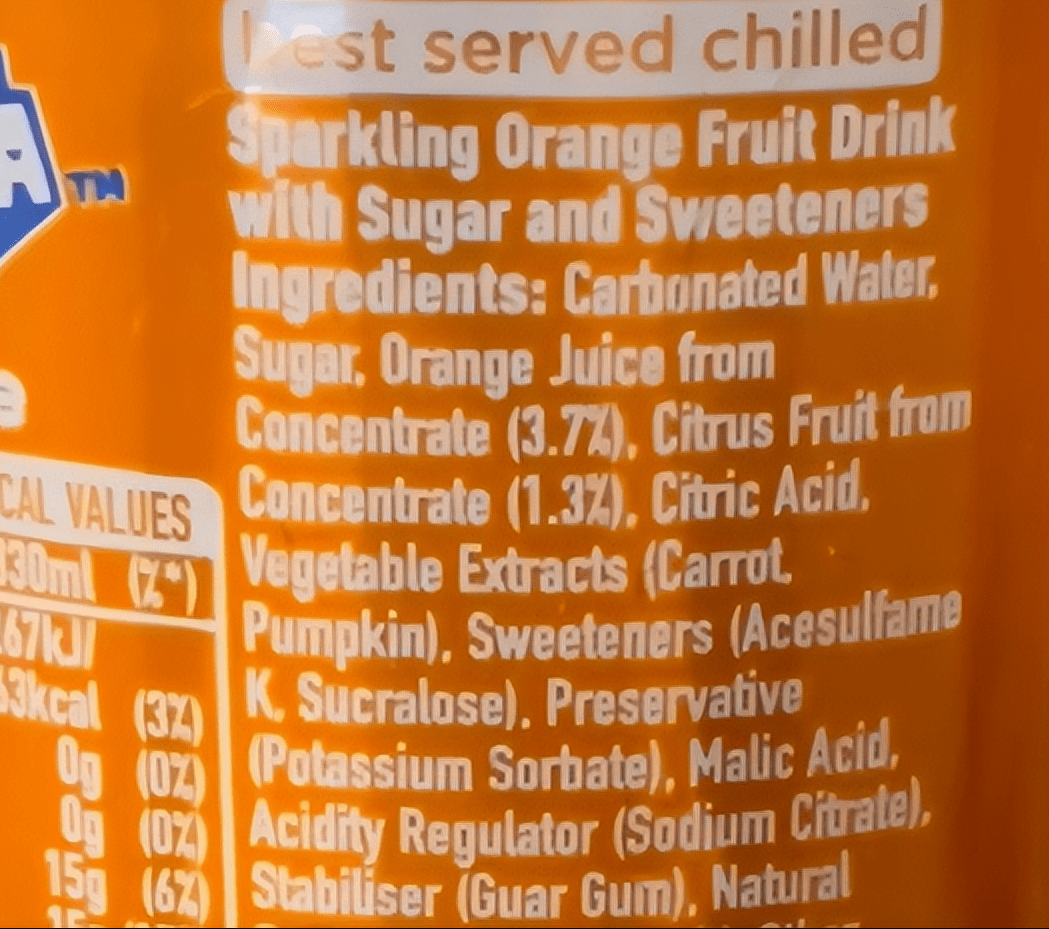 best served chilled
Sparkling Orange Fruit Drink
with Sugar and Sweeteners
Ingredients: Carbonated Water,
Sugar, Orange Juice from
Concentrate (3.7%), Citrus Fruit from
Concentrate (1.3%), Citric Acid,
Vegetable Extracts (Carrot,
Pumpkin), Sweeteners (Acesulfame
K, Sucralose), Preservative
(Potassium Sorbate), Malic Acid,
Acidity Regulator (Sodium Citrate),
Stabiliser (Guar Gum), Natural
A TM
CAL VALUES
330ml (%*)
67kJ/
63kcal (3%)
0g (0%)
0g (0%)
15g (6%)